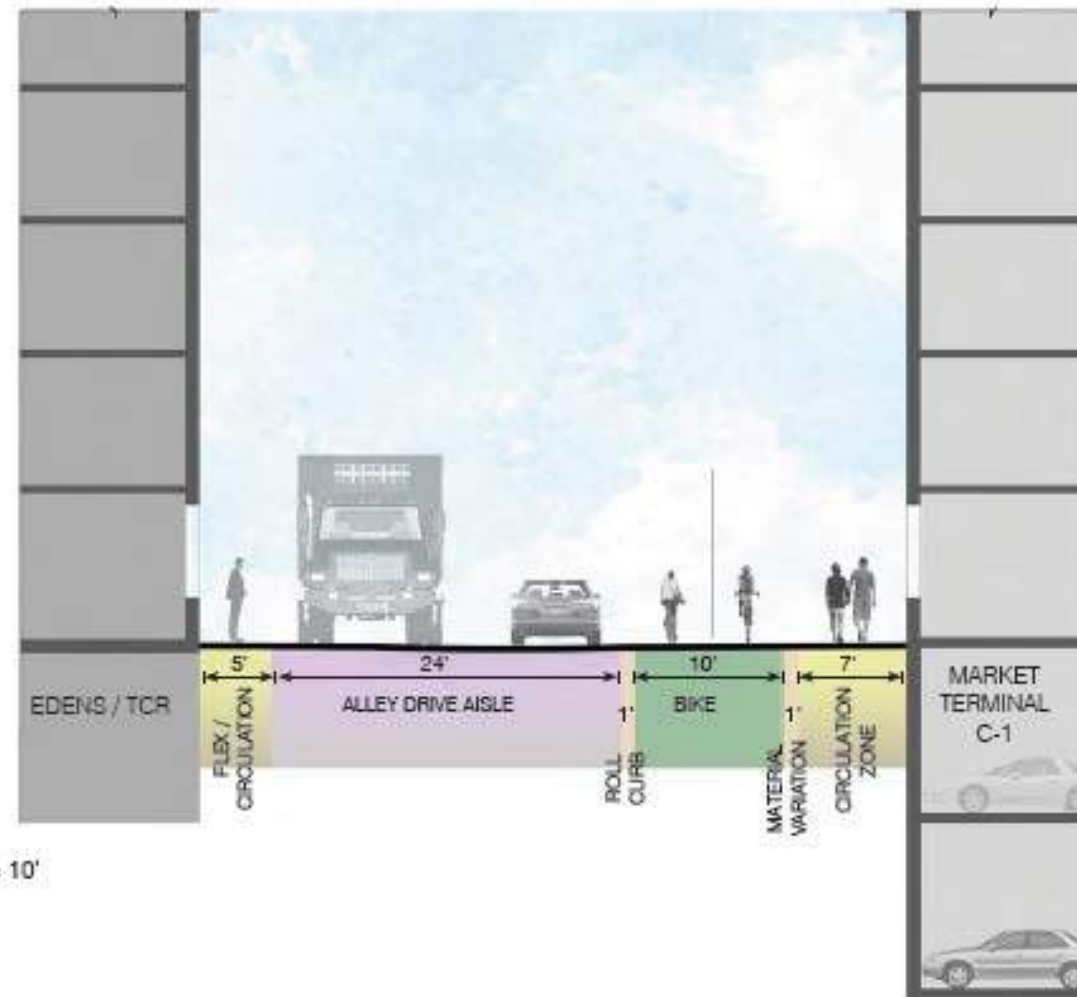 5'
24'
10'
7'
EDENS / TCR
FLEX /
CIRCULATION
ALLEY DRIVE AISLE
1'
ROLL
CURB
BIKE
1'
MATERIAL
VARIATION
CIRCULATION
ZONE
MARKET
TERMINAL
C-1
10'